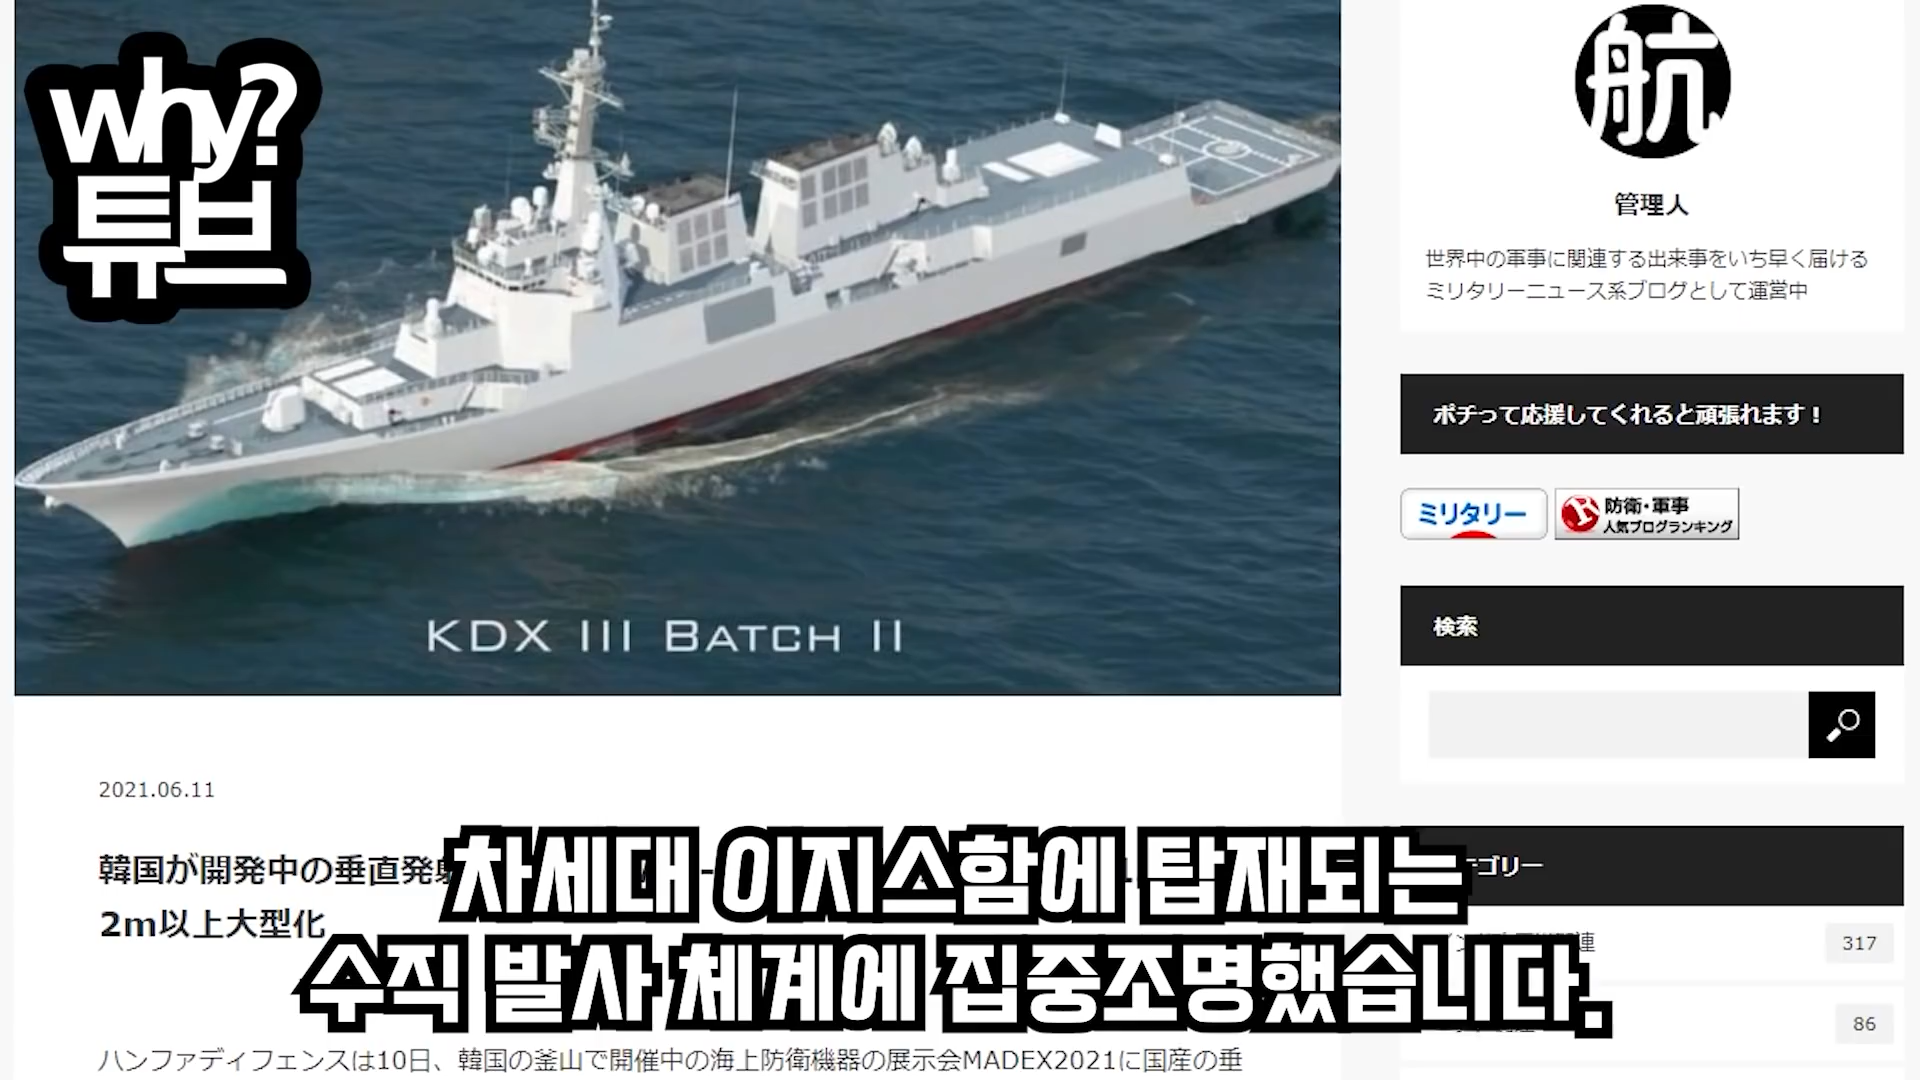 why?
튜브
KDX III BATCH II
2021.06.11
韓国が開発中の垂直発射
2m以上大型化
차세대 이지스함에 탑재되는
수직 발사 체계에 집중조명했습니다.
ハンファディフェンスは10日、韓国の釜山で開催中の海上防衛機器の展示会MADEX2021に国産の垂
航
管理人
世界中の軍事に関連する出来事をいち早く届ける
ミリタリーニュース系ブログとして運営中
ポチって応援してくれると頑張れます！
ミリタリー
防衛・軍事
人気ブログランキング
検索
ゴリー
連
317
86